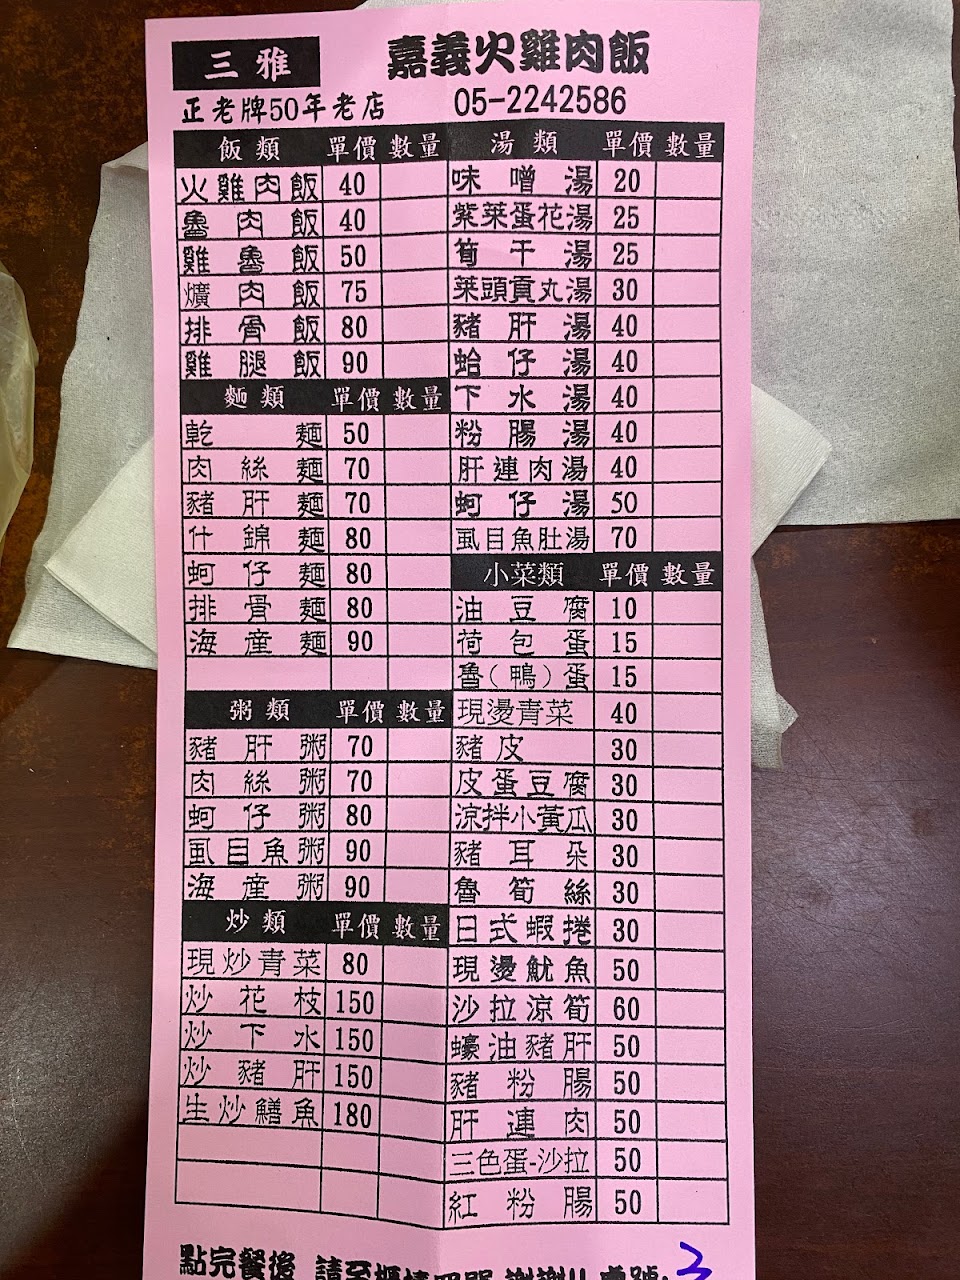 三雅
嘉義火雞肉飯
正老牌50年老店
05-2242586
飯類 單價 數量
火雞肉飯 40
魯肉飯 40
雞魯飯 50
爌肉飯 75
排骨飯 80
雞腿飯 90
麵類 單價 數量
乾麵 50
肉絲麵 70
豬肝麵 70
什錦麵 80
蚵仔麵 80
排骨麵 80
海產麵 90
粥類 單價 數量
豬肝粥 70
肉絲粥 70
蚵仔粥 80
虱目魚粥 90
海產粥 90
炒類 單價 數量
現炒青菜 80
炒花枝 150
炒下水 150
炒豬肝 150
生炒鱔魚 180
湯類 單價 數量
味噌湯 20
紫菜蛋花湯 25
筍干湯 25
菜頭貢丸湯 30
豬肝湯 40
蛤仔湯 40
下水湯 40
粉腸湯 40
肝連肉湯 40
蚵仔湯 50
虱目魚肚湯 70
小菜類 單價 數量
油豆腐 10
荷包蛋 15
魯(鴨)蛋 15
現燙青菜 40
豬皮 30
皮蛋豆腐 30
涼拌小黃瓜 30
豬耳朵 30
魯筍絲 30
日式蝦捲 30
現燙魷魚 50
沙拉涼筍 60
蠔油豬肝 50
豬粉腸 50
肝連肉 50
三色蛋-沙拉 50
紅粉腸 50
點完餐後 請至櫃